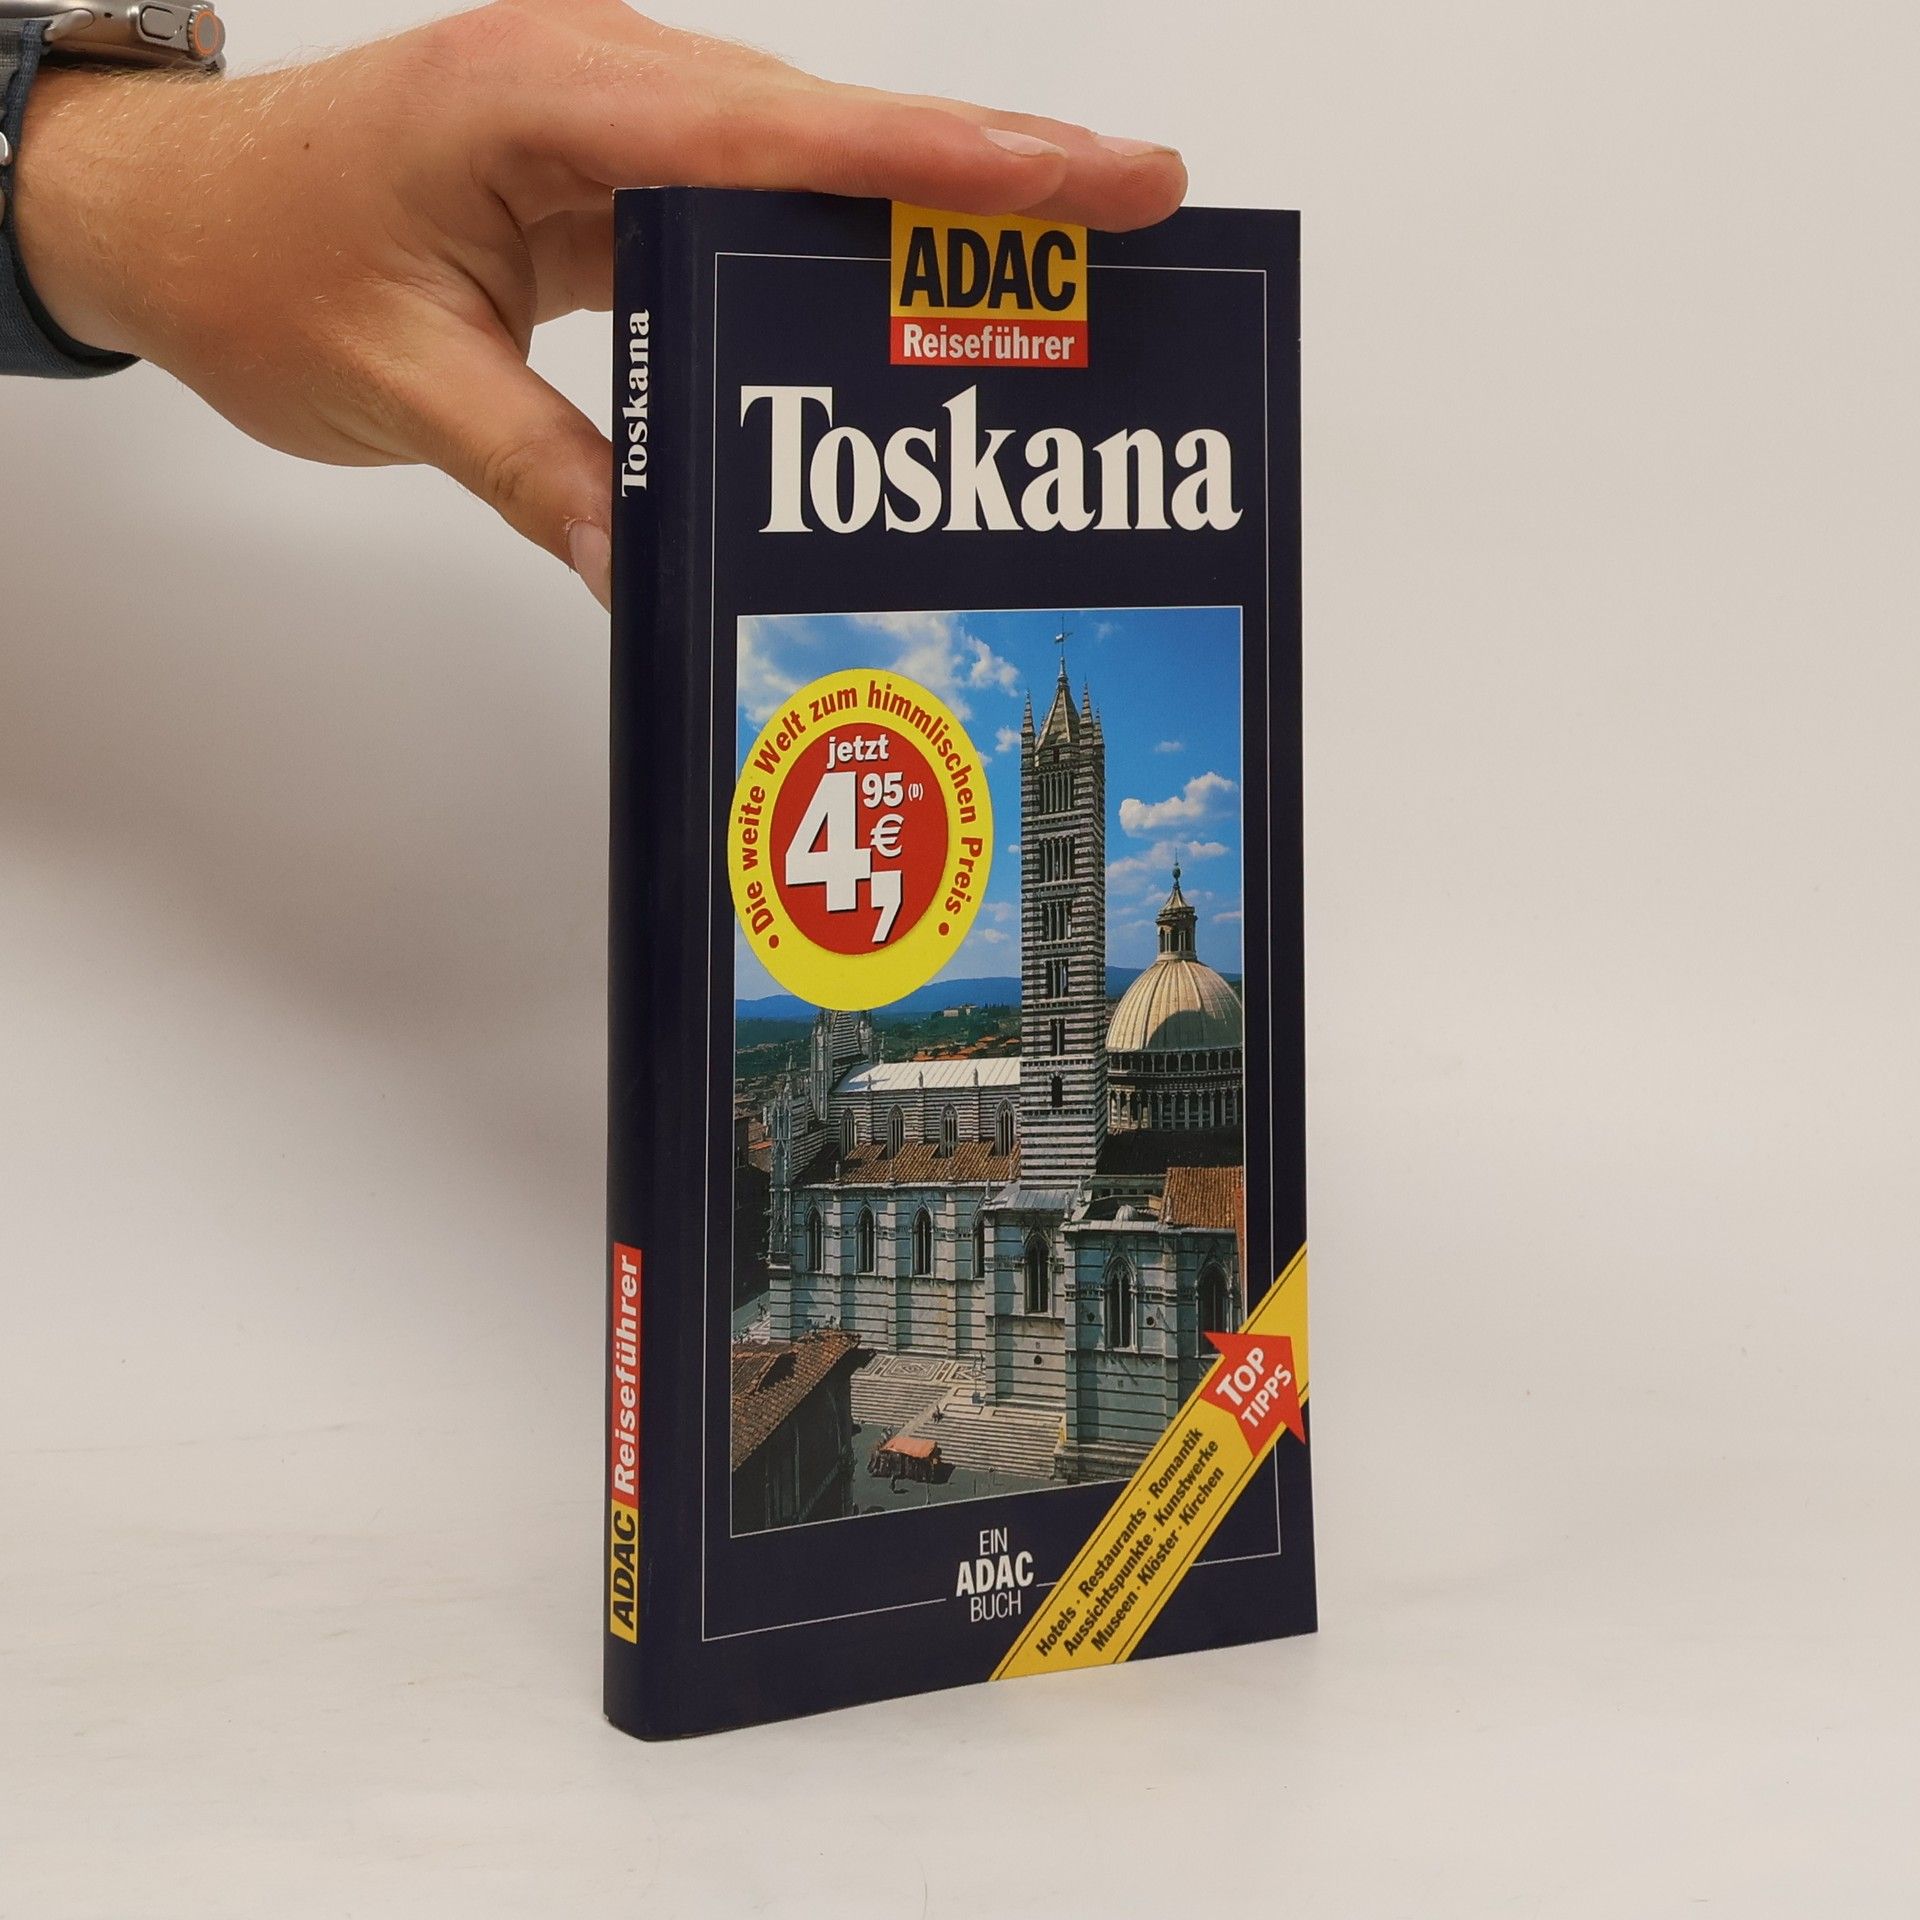 ADAC
Reiseführer
Toskana
• Die weite Welt zum himmlischen Preis •
jetzt
4,95 € (D)
TOP
TIPPS
Hotels · Restaurants · Romantik
Aussichtspunkte · Kunstwerke
Museen · Klöster · Kirchen
EIN
ADAC
BUCH
Toskana
ADAC Reiseführer